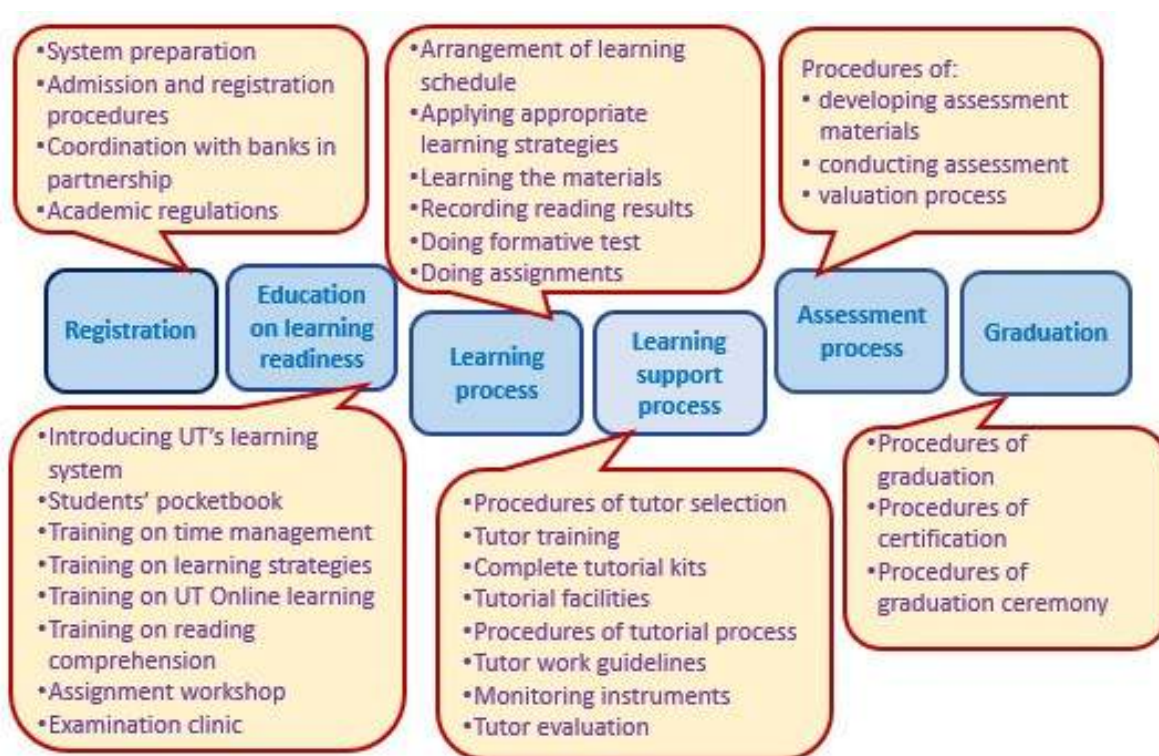 •System preparation
•Admission and registration
procedures
•Coordination with banks in
partnership
•Academic regulations
•Arrangement of learning
schedule
•Applying appropriate
learning strategies
•Learning the materials
•Recording reading results
•Doing formative test
•Doing assignments
Procedures of:
• developing assessment
materials
• conducting assessment
• valuation process
Registration
Education
on learning
readiness
Learning
process
Learning
support
process
Assessment
process
Graduation
•Introducing UT's learning
system
•Students' pocketbook
•Training on time management
•Training on learning strategies
•Training on UT Online learning
•Training on reading
comprehension
•Assignment workshop
•Examination clinic
•Procedures of tutor selection
•Tutor training
•Complete tutorial kits
•Tutorial facilities
•Procedures of tutorial process
•Tutor work guidelines
•Monitoring instruments
•Tutor evaluation
•Procedures of
graduation
•Procedures of
certification
•Procedures of
graduation ceremony